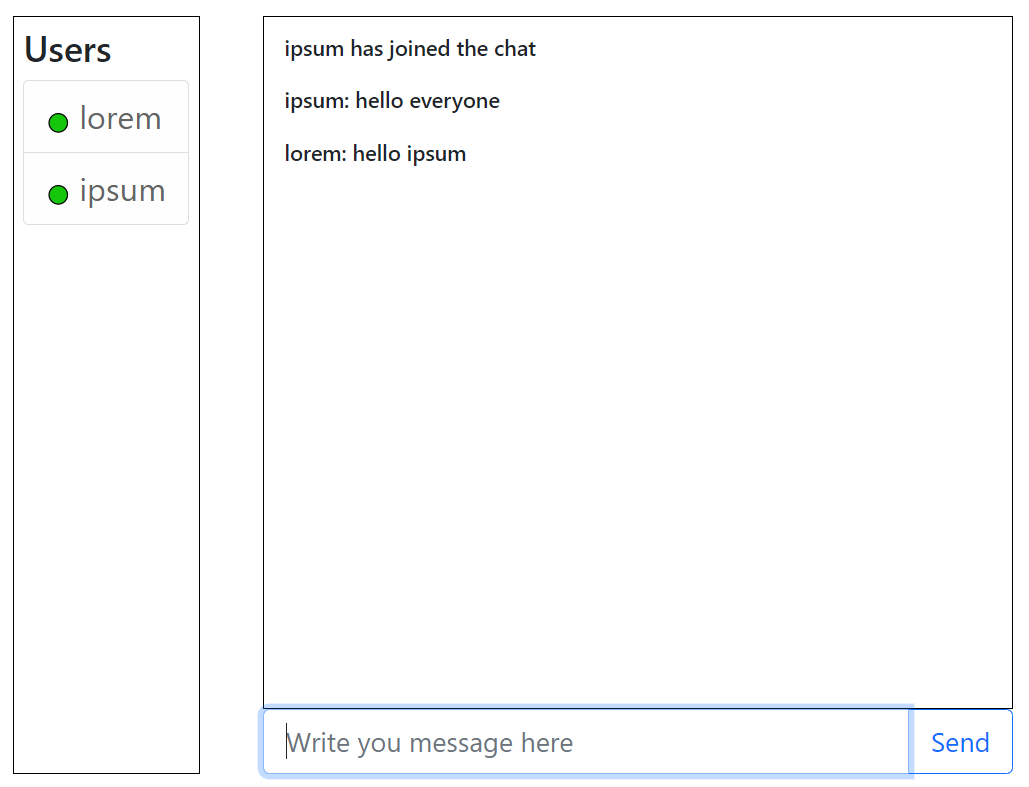 Users
lorem
ipsum
ipsum has joined the chat
ipsum: hello everyone
lorem: hello ipsum
Write you message here
Send